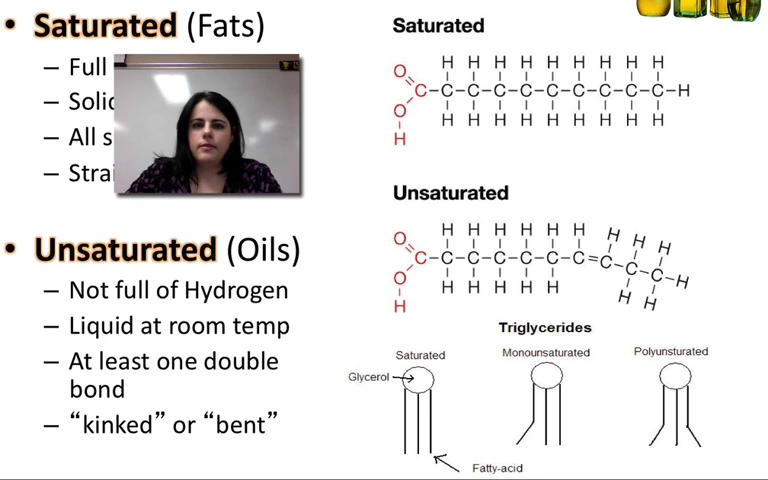 • Saturated (Fats)
– Full
– Solid
– All s
– Strai
• Unsaturated (Oils)
– Not full of Hydrogen
– Liquid at room temp
– At least one double
bond
– “kinked” or “bent”
Saturated
H H H H H H H H H
O
C–C–C–C–C–C–C–C–C–C–H
O
H H H H H H H H H
H
Unsaturated
H H H H H H H H H
O
C–C–C–C–C–C–C=C–C–C–H
O
H H H H H H H
H
Triglycerides
Saturated
Monounsaturated
Polyunsturated
Glycerol
Fatty-acid